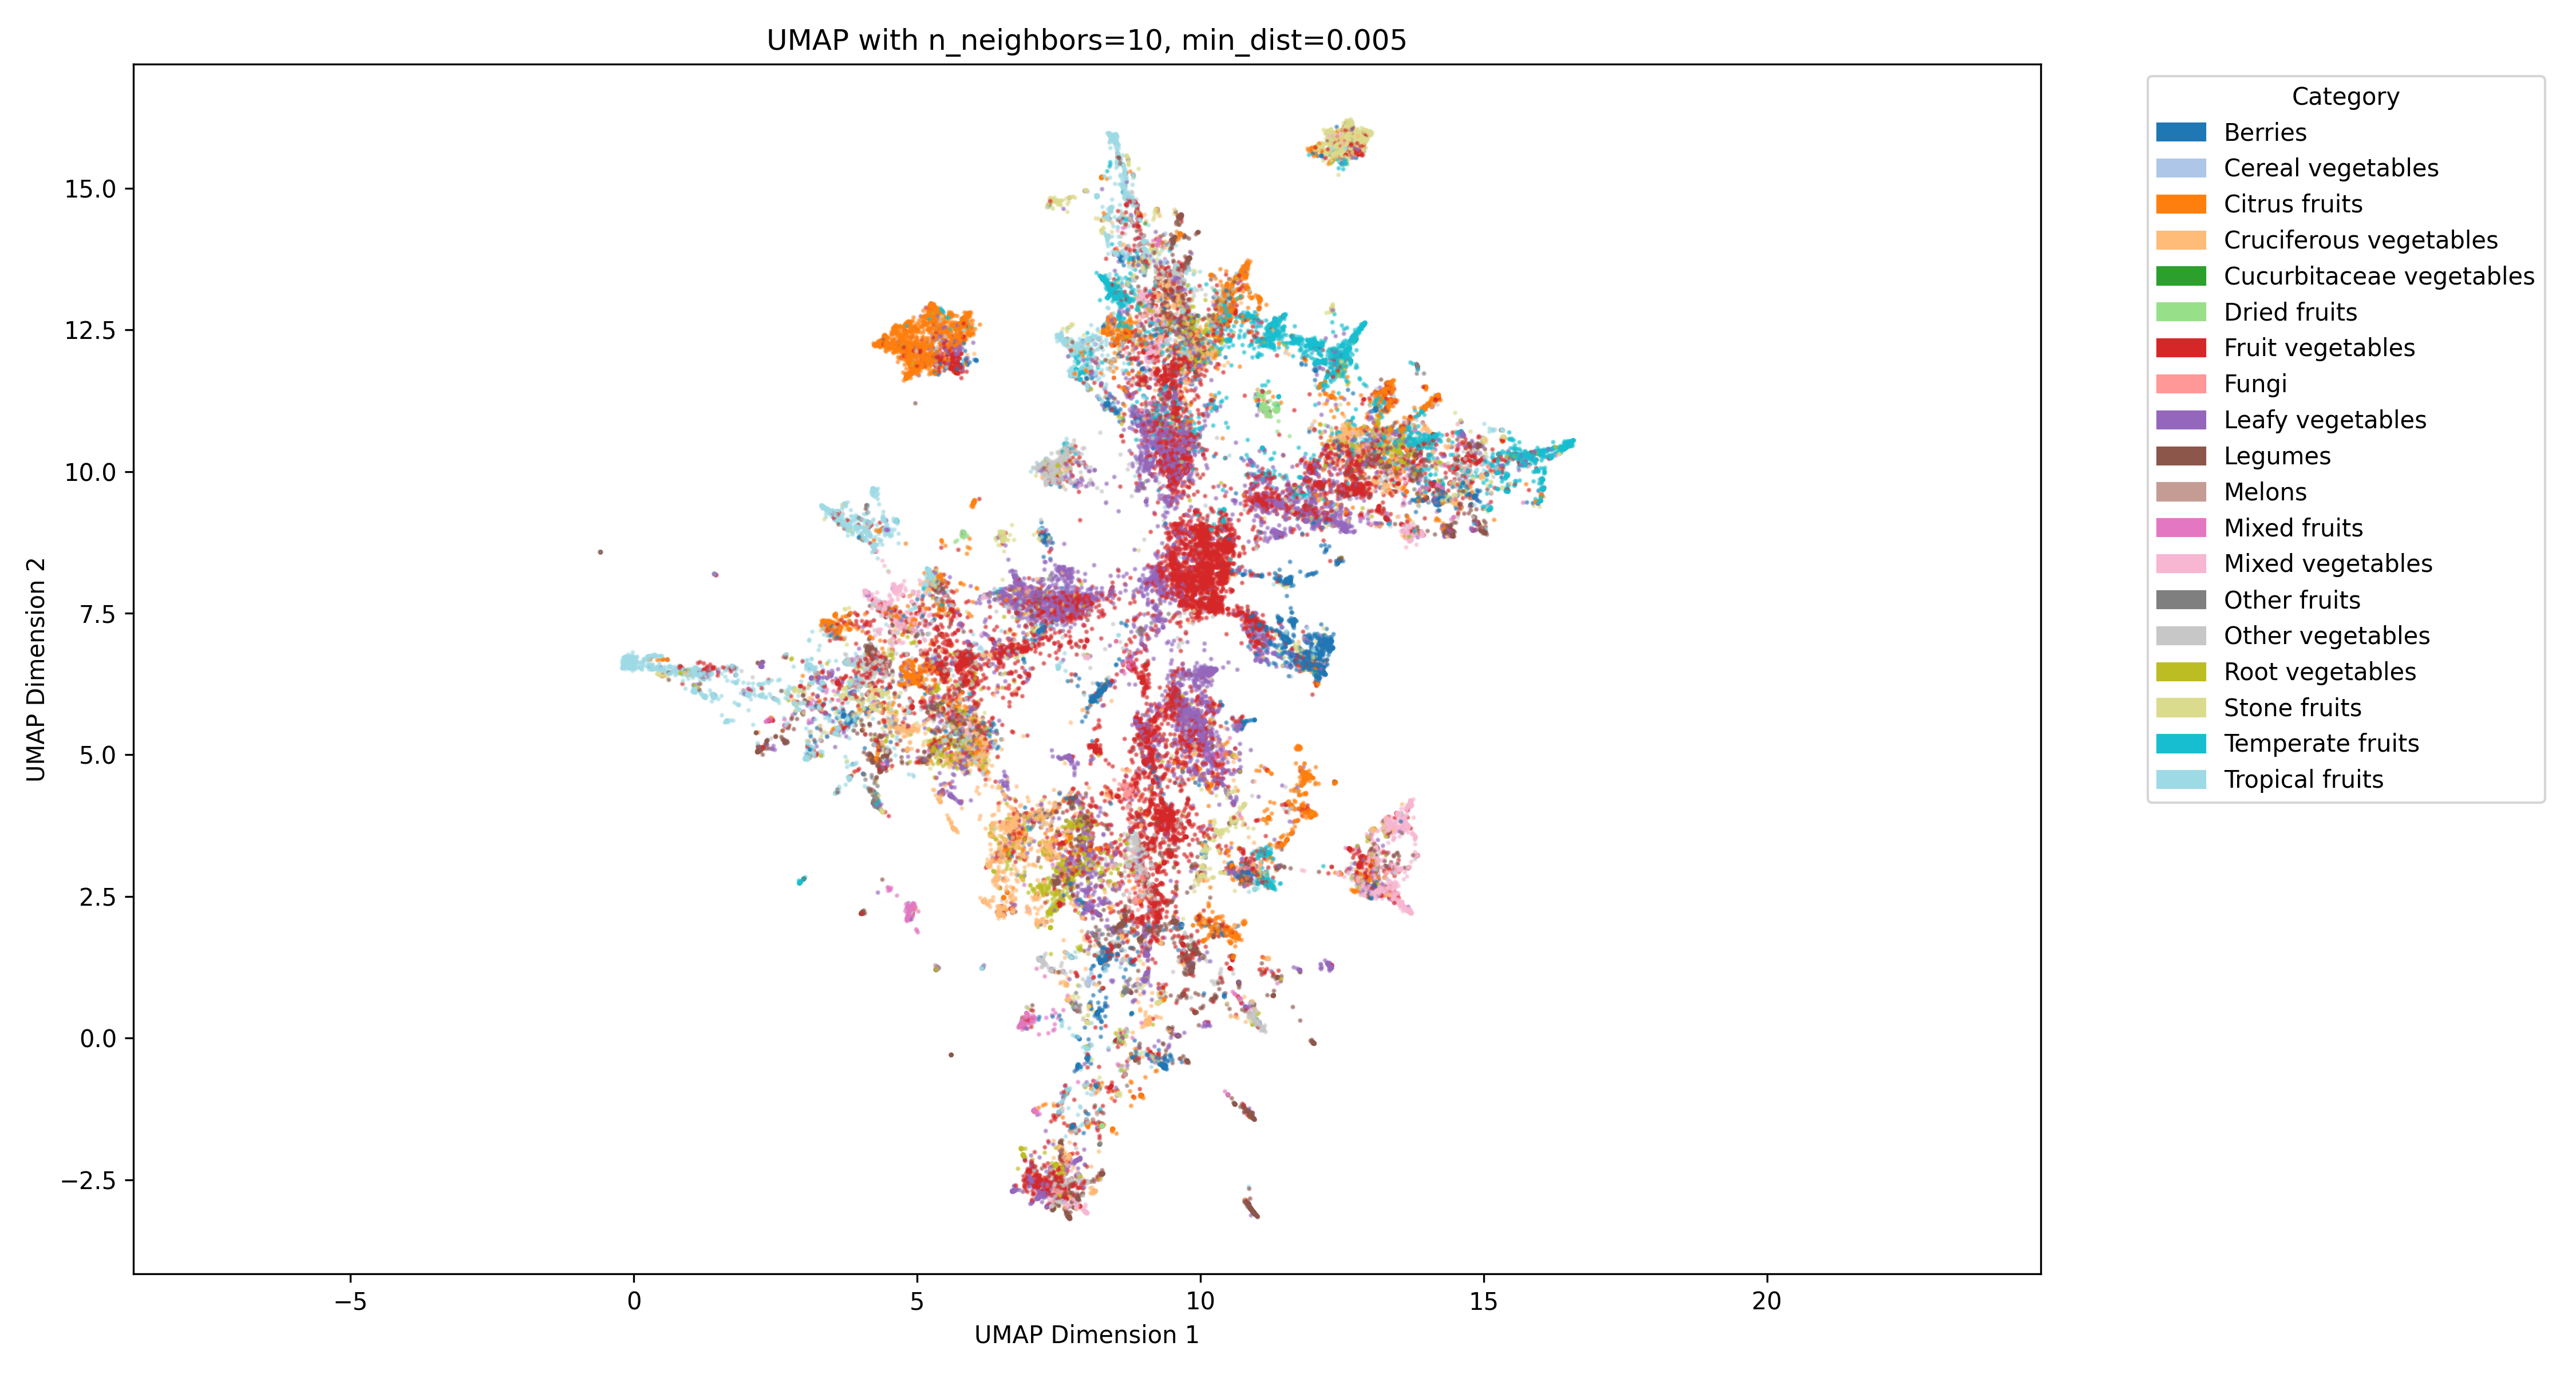 UMAP with n_neighbors=10, min_dist=0.005
Category
Berries
Cereal vegetables
Citrus fruits
Cruciferous vegetables
Cucurbitaceae vegetables
Dried fruits
Fruit vegetables
Fungi
Leafy vegetables
Legumes
Melons
Mixed fruits
Mixed vegetables
Other fruits
Other vegetables
Root vegetables
Stone fruits
Temperate fruits
Tropical fruits
UMAP Dimension 2
15.0
12.5
10.0
7.5
5.0
2.5
0.0
−2.5
−5
0
5
10
15
20
UMAP Dimension 1